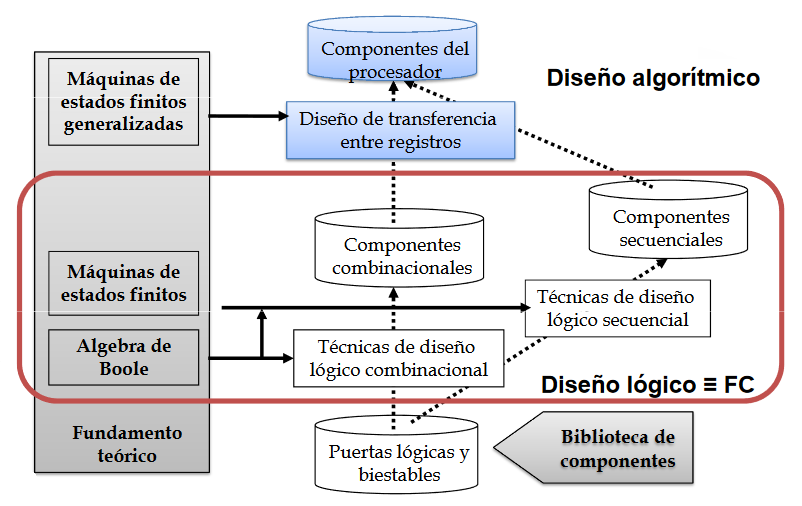 Componentes del
procesador
Diseño algorítmico
Máquinas de
estados finitos
generalizadas
Diseño de transferencia
entre registros
Componentes
secuenciales
Componentes
combinacionales
Máquinas de
estados finitos
Técnicas de diseño
lógico secuencial
Algebra de
Boole
Técnicas de diseño
lógico combinacional
Diseño lógico ≡ FC
Fundamento
teórico
Puertas lógicas y
biestables
Biblioteca de
componentes